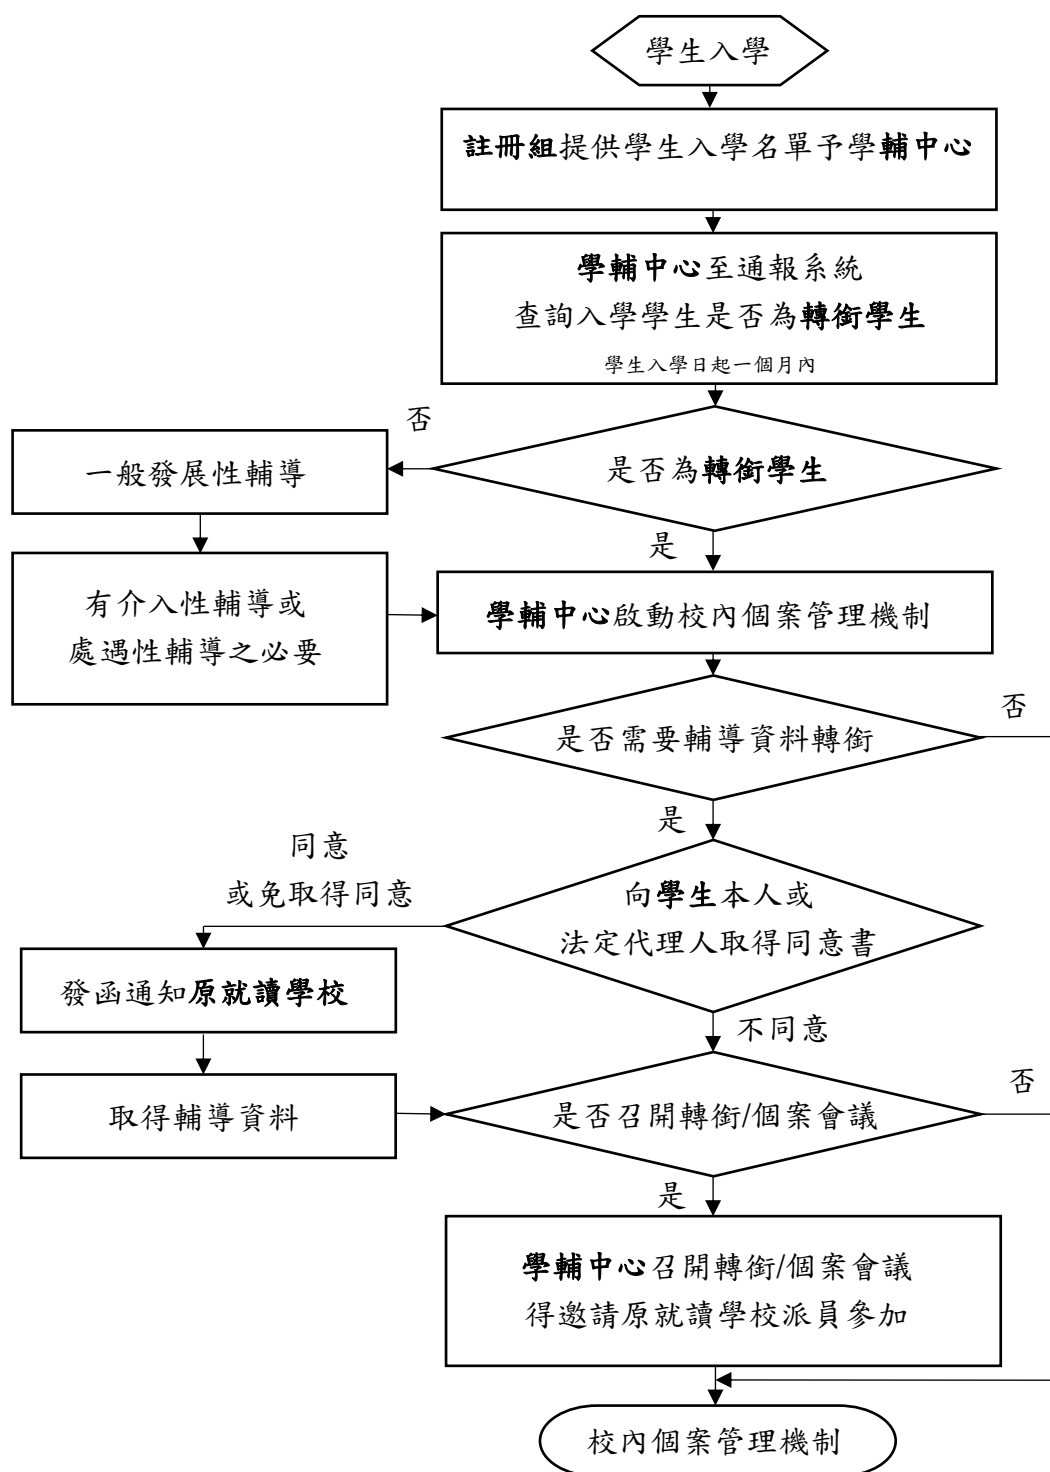 學生入學
註冊組提供學生入學名單予學輔中心
學輔中心至通報系統
查詢入學學生是否為轉銜學生
學生入學日起一個月內
否
一般發展性輔導
是否為轉銜學生
是
有介入性輔導或
處遇性輔導之必要
學輔中心啟動校內個案管理機制
否
是否需要輔導資料轉銜
是
同意
或免取得同意
向學生本人或
法定代理人取得同意書
發函通知原就讀學校
不同意
否
取得輔導資料
是否召開轉銜/個案會議
是
學輔中心召開轉銜/個案會議
得邀請原就讀學校派員參加
校內個案管理機制